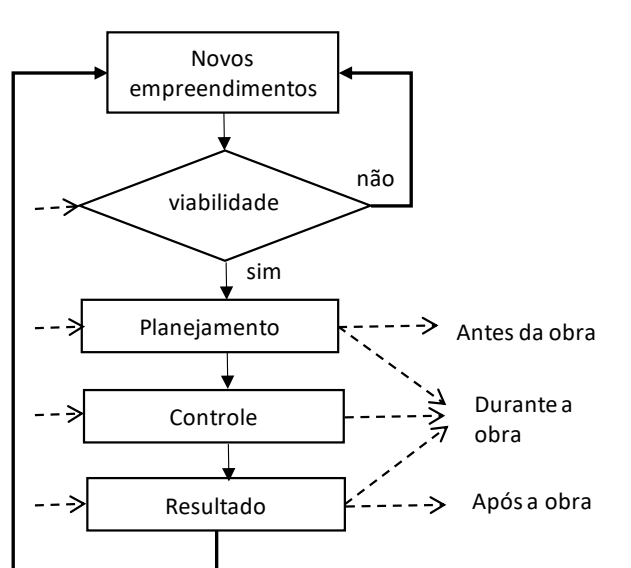 Novos
empreendimentos
não
viabilidade
sim
Planejamento
Antes da obra
Durante a
obra
Controle
Resultado
Após a obra